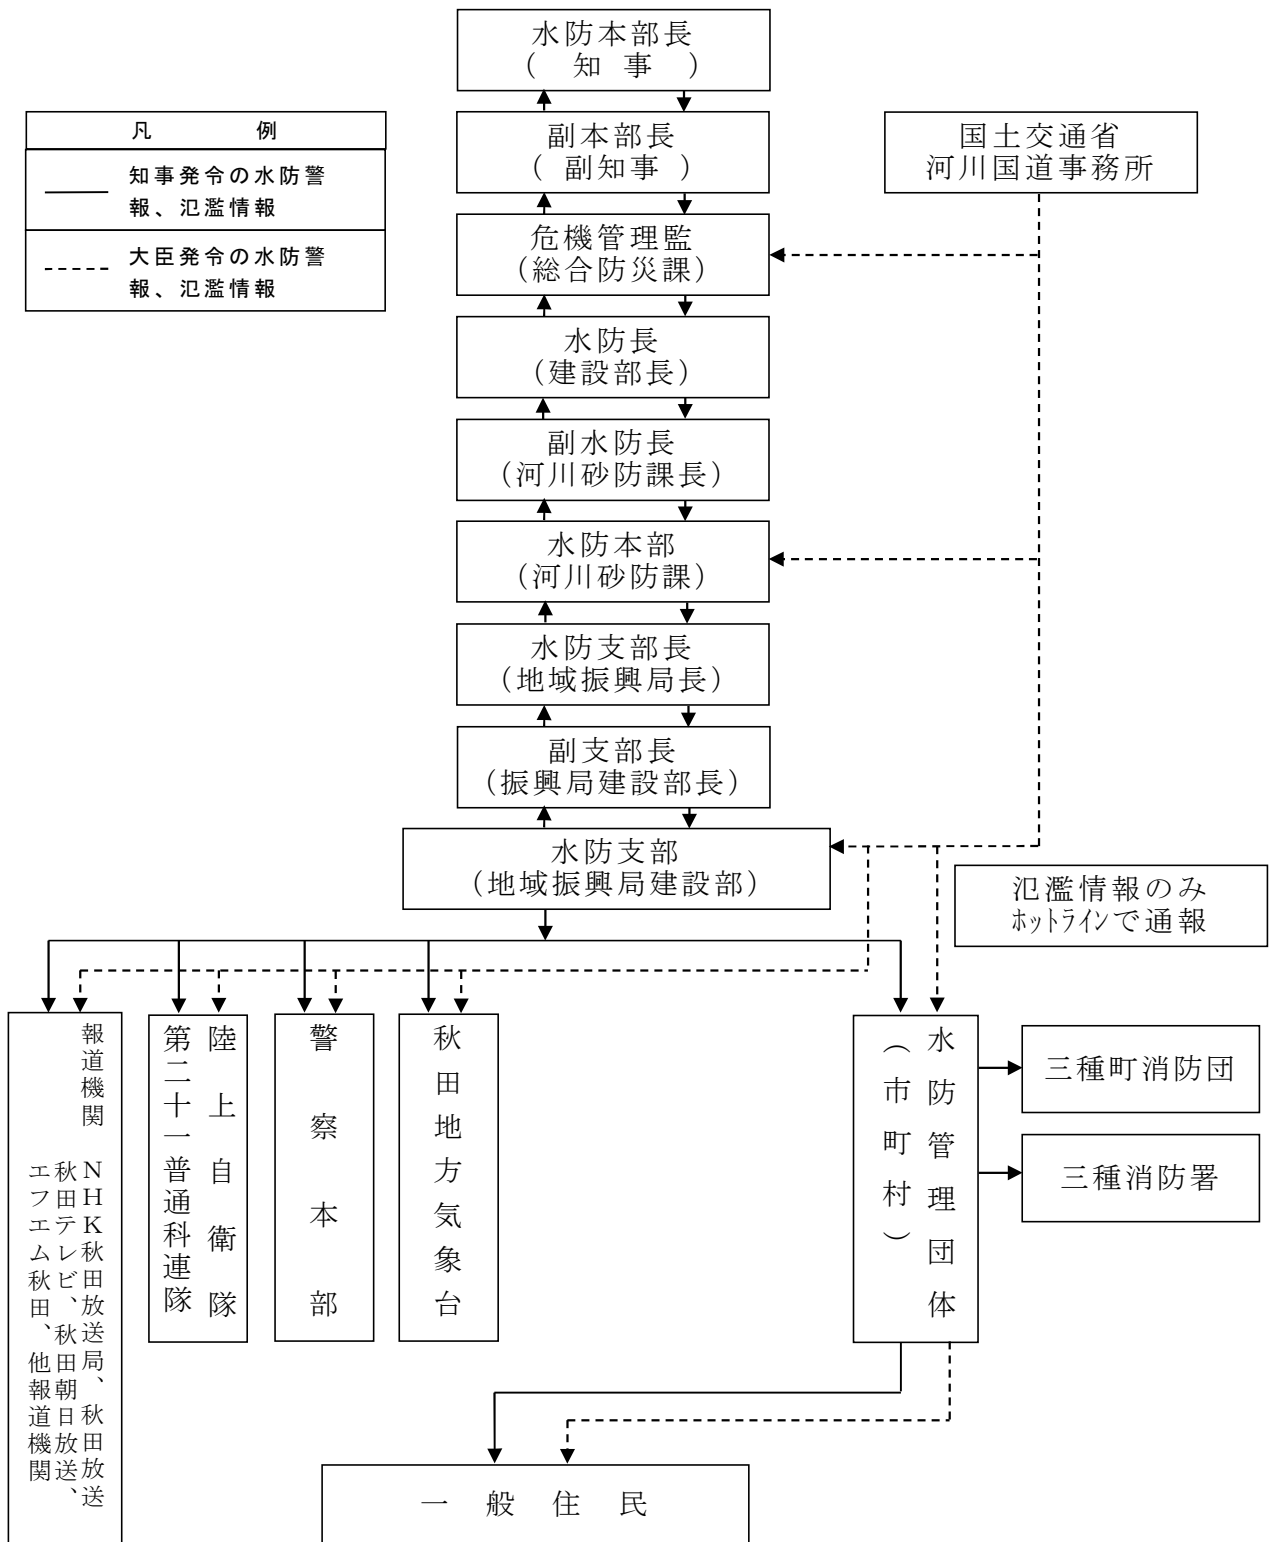 水防本部長
(　知　事　)
凡　例
知事発令の水防警
報、氾濫情報
大臣発令の水防警
報、氾濫情報
副本部長
(　副知事　)
国土交通省
河川国道事務所
危機管理監
(総合防災課)
水防長
(建設部長)
副水防長
(河川砂防課長)
水防本部
(河川砂防課)
水防支部長
(地域振興局長)
副支部長
(振興局建設部長)
水防支部
(地域振興局建設部)
氾濫情報のみ
ホットラインで通報
報道機関　NHK秋田放送局、秋田放送
秋田テレビ、秋田朝日放送、
エフエム秋田、他報道機関
陸上自衛隊
第二十一普通科連隊
警察本部
秋田地方気象台
水防管理団体
(市町村)
三種町消防団
三種消防署
一般住民